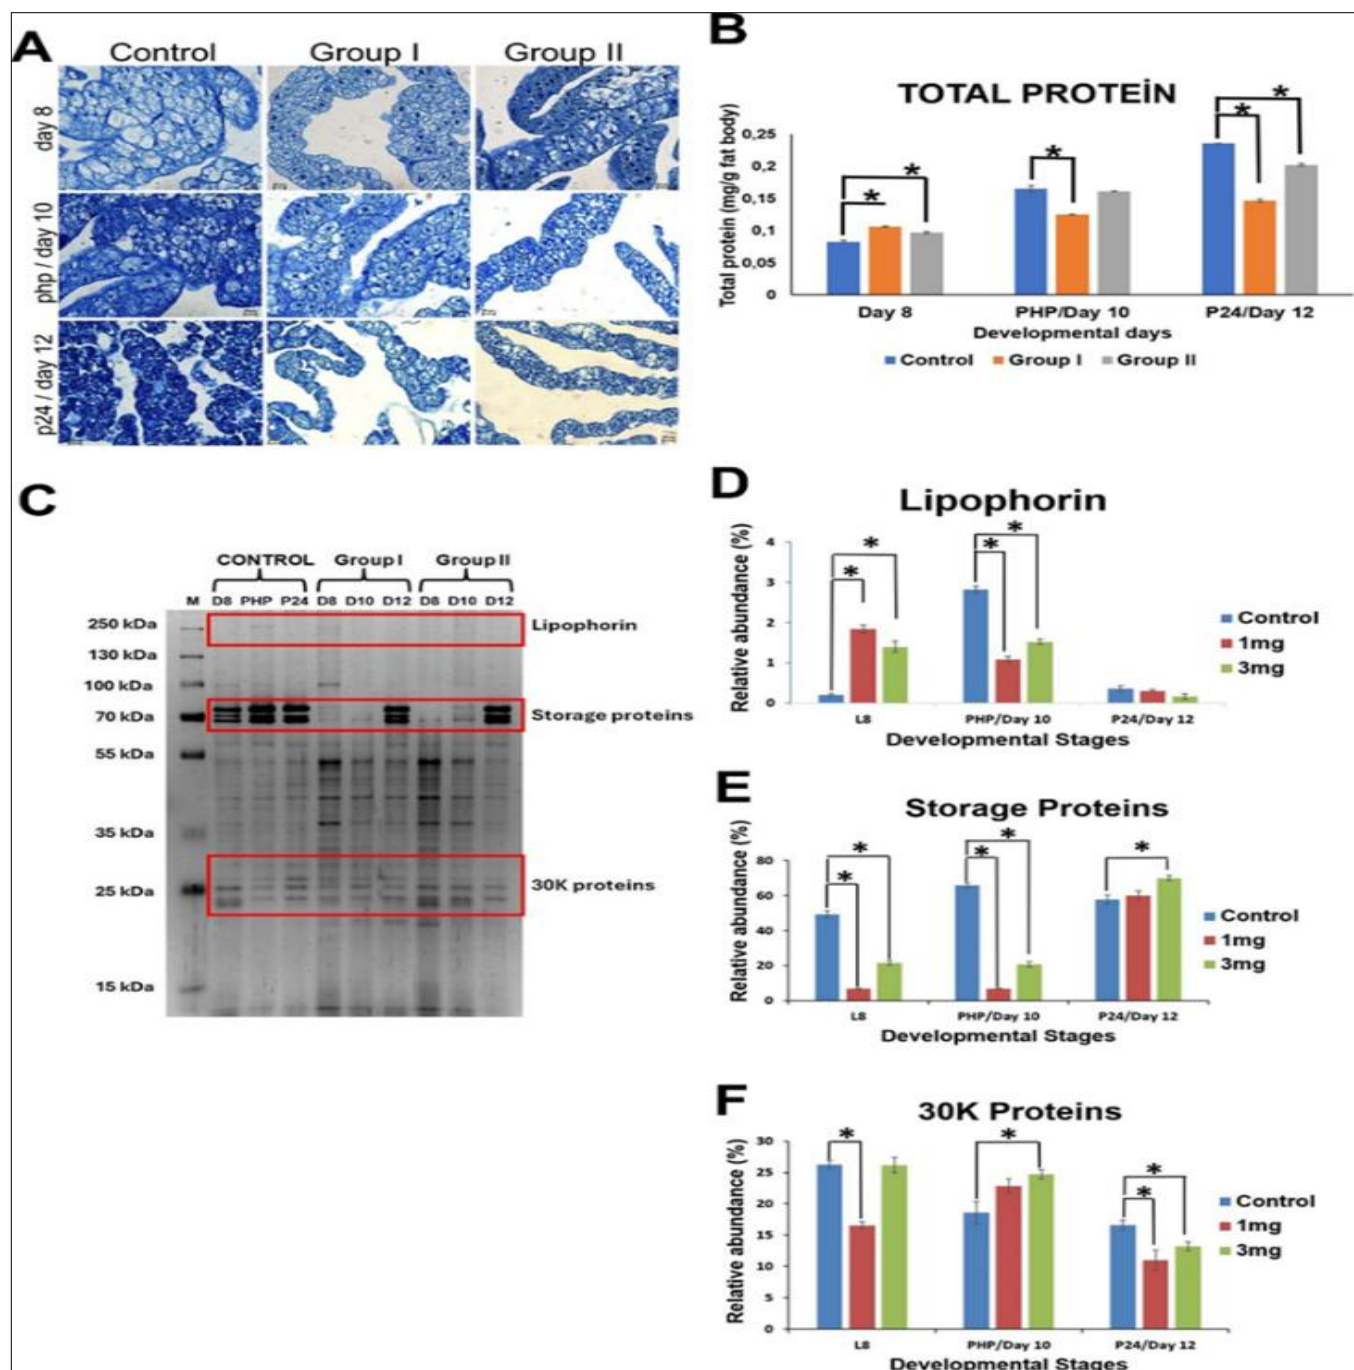 A
Control Group I Group II
day 8
php / day 10
p24 / day 12
B
TOTAL PROTEİN
* * * * *
Total protein (mg/g fat body)
0,25
0,2
0,15
0,1
0,05
0
Day 8 PHP/Day 10 P24/Day 12
Developmental days
Control Group I Group II
C
CONTROL Group I Group II
M D8 PHP P24 D8 D10 D12 D8 D10 D12
250 kDa
130 kDa
100 kDa
70 kDa
55 kDa
35 kDa
25 kDa
15 kDa
Lipophorin
Storage proteins
30K proteins
D
Lipophorin
* * * *
Relative abundance (%)
4
3
2
1
0
L8 PHP/Day 10 P24/Day 12
Developmental Stages
Control
1mg
3mg
E
Storage Proteins
* * * * *
Relative abundance (%)
80
60
40
20
0
L8 PHP/Day 10 P24/Day 12
Developmental Stages
Control
1mg
3mg
F
30K Proteins
* * * *
Relative abundance (%)
30
25
20
15
10
5
0
L8 PHP/Day 10 P24/Day 12
Developmental Stages
Control
1mg
3mg